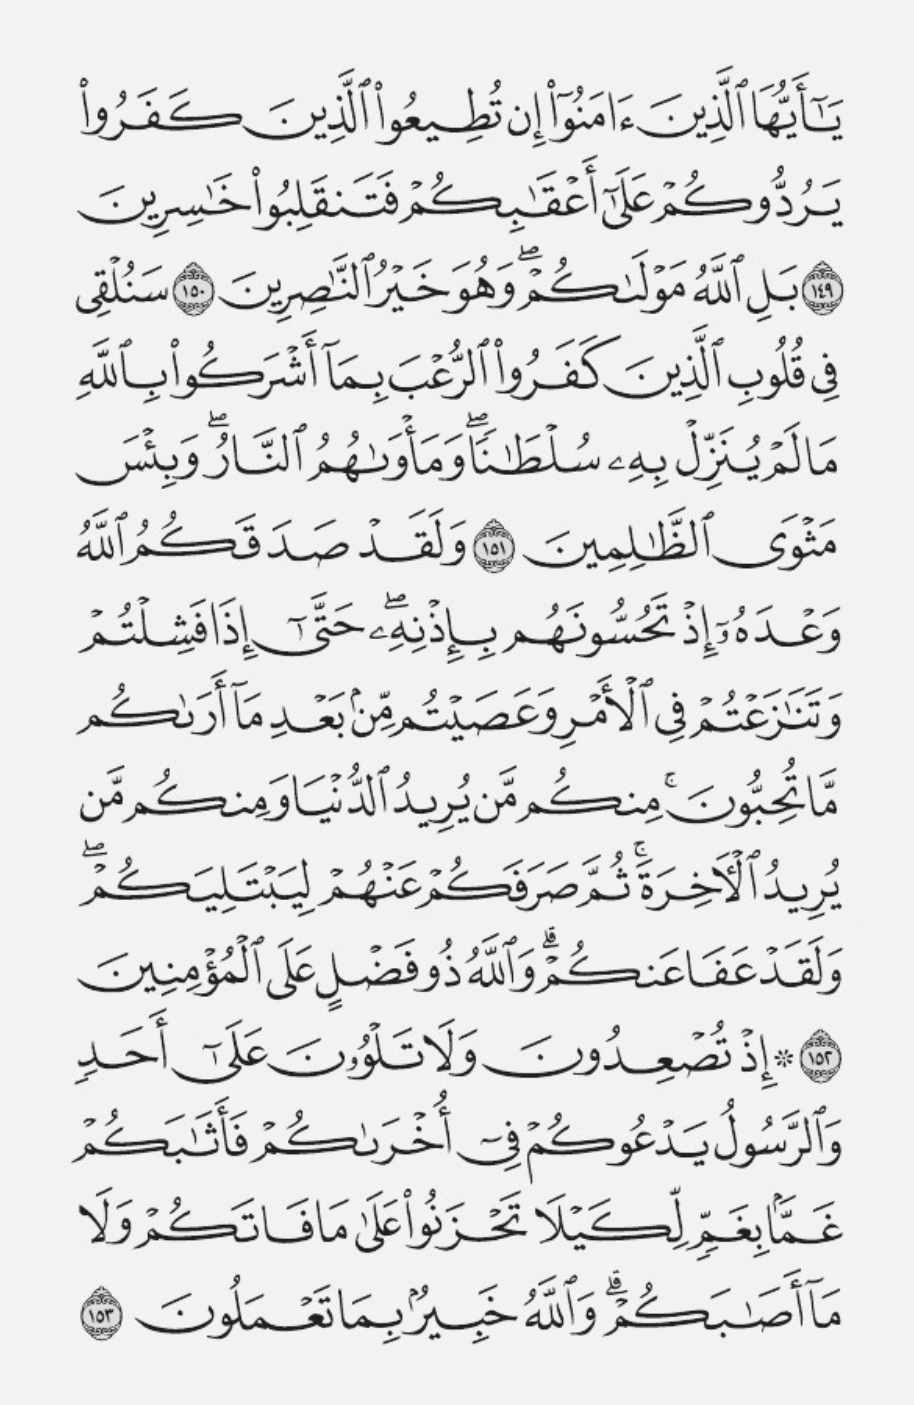 يَـٰٓأَيُّهَا ٱلَّذِينَ ءَامَنُوٓا۟ إِن تُطِيعُوا۟ ٱلَّذِينَ كَفَرُوا۟
يَرُدُّوكُمْ عَلَىٰٓ أَعْقَـٰبِكُمْ فَتَنقَلِبُوا۟ خَـٰسِرِينَ
١٤٩ بَلِ ٱللَّهُ مَوْلَىٰكُمْ ۖ وَهُوَ خَيْرُ ٱلنَّـٰصِرِينَ ١٥٠ سَنُلْقِى
فِى قُلُوبِ ٱلَّذِينَ كَفَرُوا۟ ٱلرُّعْبَ بِمَآ أَشْرَكُوا۟ بِٱللَّهِ
مَا لَمْ يُنَزِّلْ بِهِۦ سُلْطَـٰنًا ۖ وَمَأْوَىٰهُمُ ٱلنَّارُ ۖ وَبِئْسَ
مَثْوَى ٱلظَّـٰلِمِينَ ١٥١ وَلَقَدْ صَدَقَكُمُ ٱللَّهُ
وَعْدَهُۥٓ إِذْ تَحُسُّونَهُم بِإِذْنِهِۦ ۖ حَتَّىٰٓ إِذَا فَشِلْتُمْ
وَتَنَـٰزَعْتُمْ فِى ٱلْأَمْرِ وَعَصَيْتُم مِّنۢ بَعْدِ مَآ أَرَىٰكُم
مَّا تُحِبُّونَ ۚ مِنكُم مَّن يُرِيدُ ٱلدُّنْيَا وَمِنكُم مَّن
يُرِيدُ ٱلْـَٔاخِرَةَ ۚ ثُمَّ صَرَفَكُمْ عَنْهُمْ لِيَبْتَلِيَكُمْ ۖ
وَلَقَدْ عَفَا عَنكُمْ ۗ وَٱللَّهُ ذُو فَضْلٍ عَلَى ٱلْمُؤْمِنِينَ
١٥٢ * إِذْ تُصْعِدُونَ وَلَا تَلْوُۥنَ عَلَىٰٓ أَحَدٍ
وَٱلرَّسُولُ يَدْعُوكُمْ فِىٓ أُخْرَىٰكُمْ فَأَثَـٰبَكُمْ
غَمًّۢا بِغَمٍّ لِّكَيْلَا تَحْزَنُوا۟ عَلَىٰ مَا فَاتَكُمْ وَلَا
مَآ أَصَـٰبَكُمْ ۗ وَٱللَّهُ خَبِيرٌۢ بِمَا تَعْمَلُونَ ١٥٣